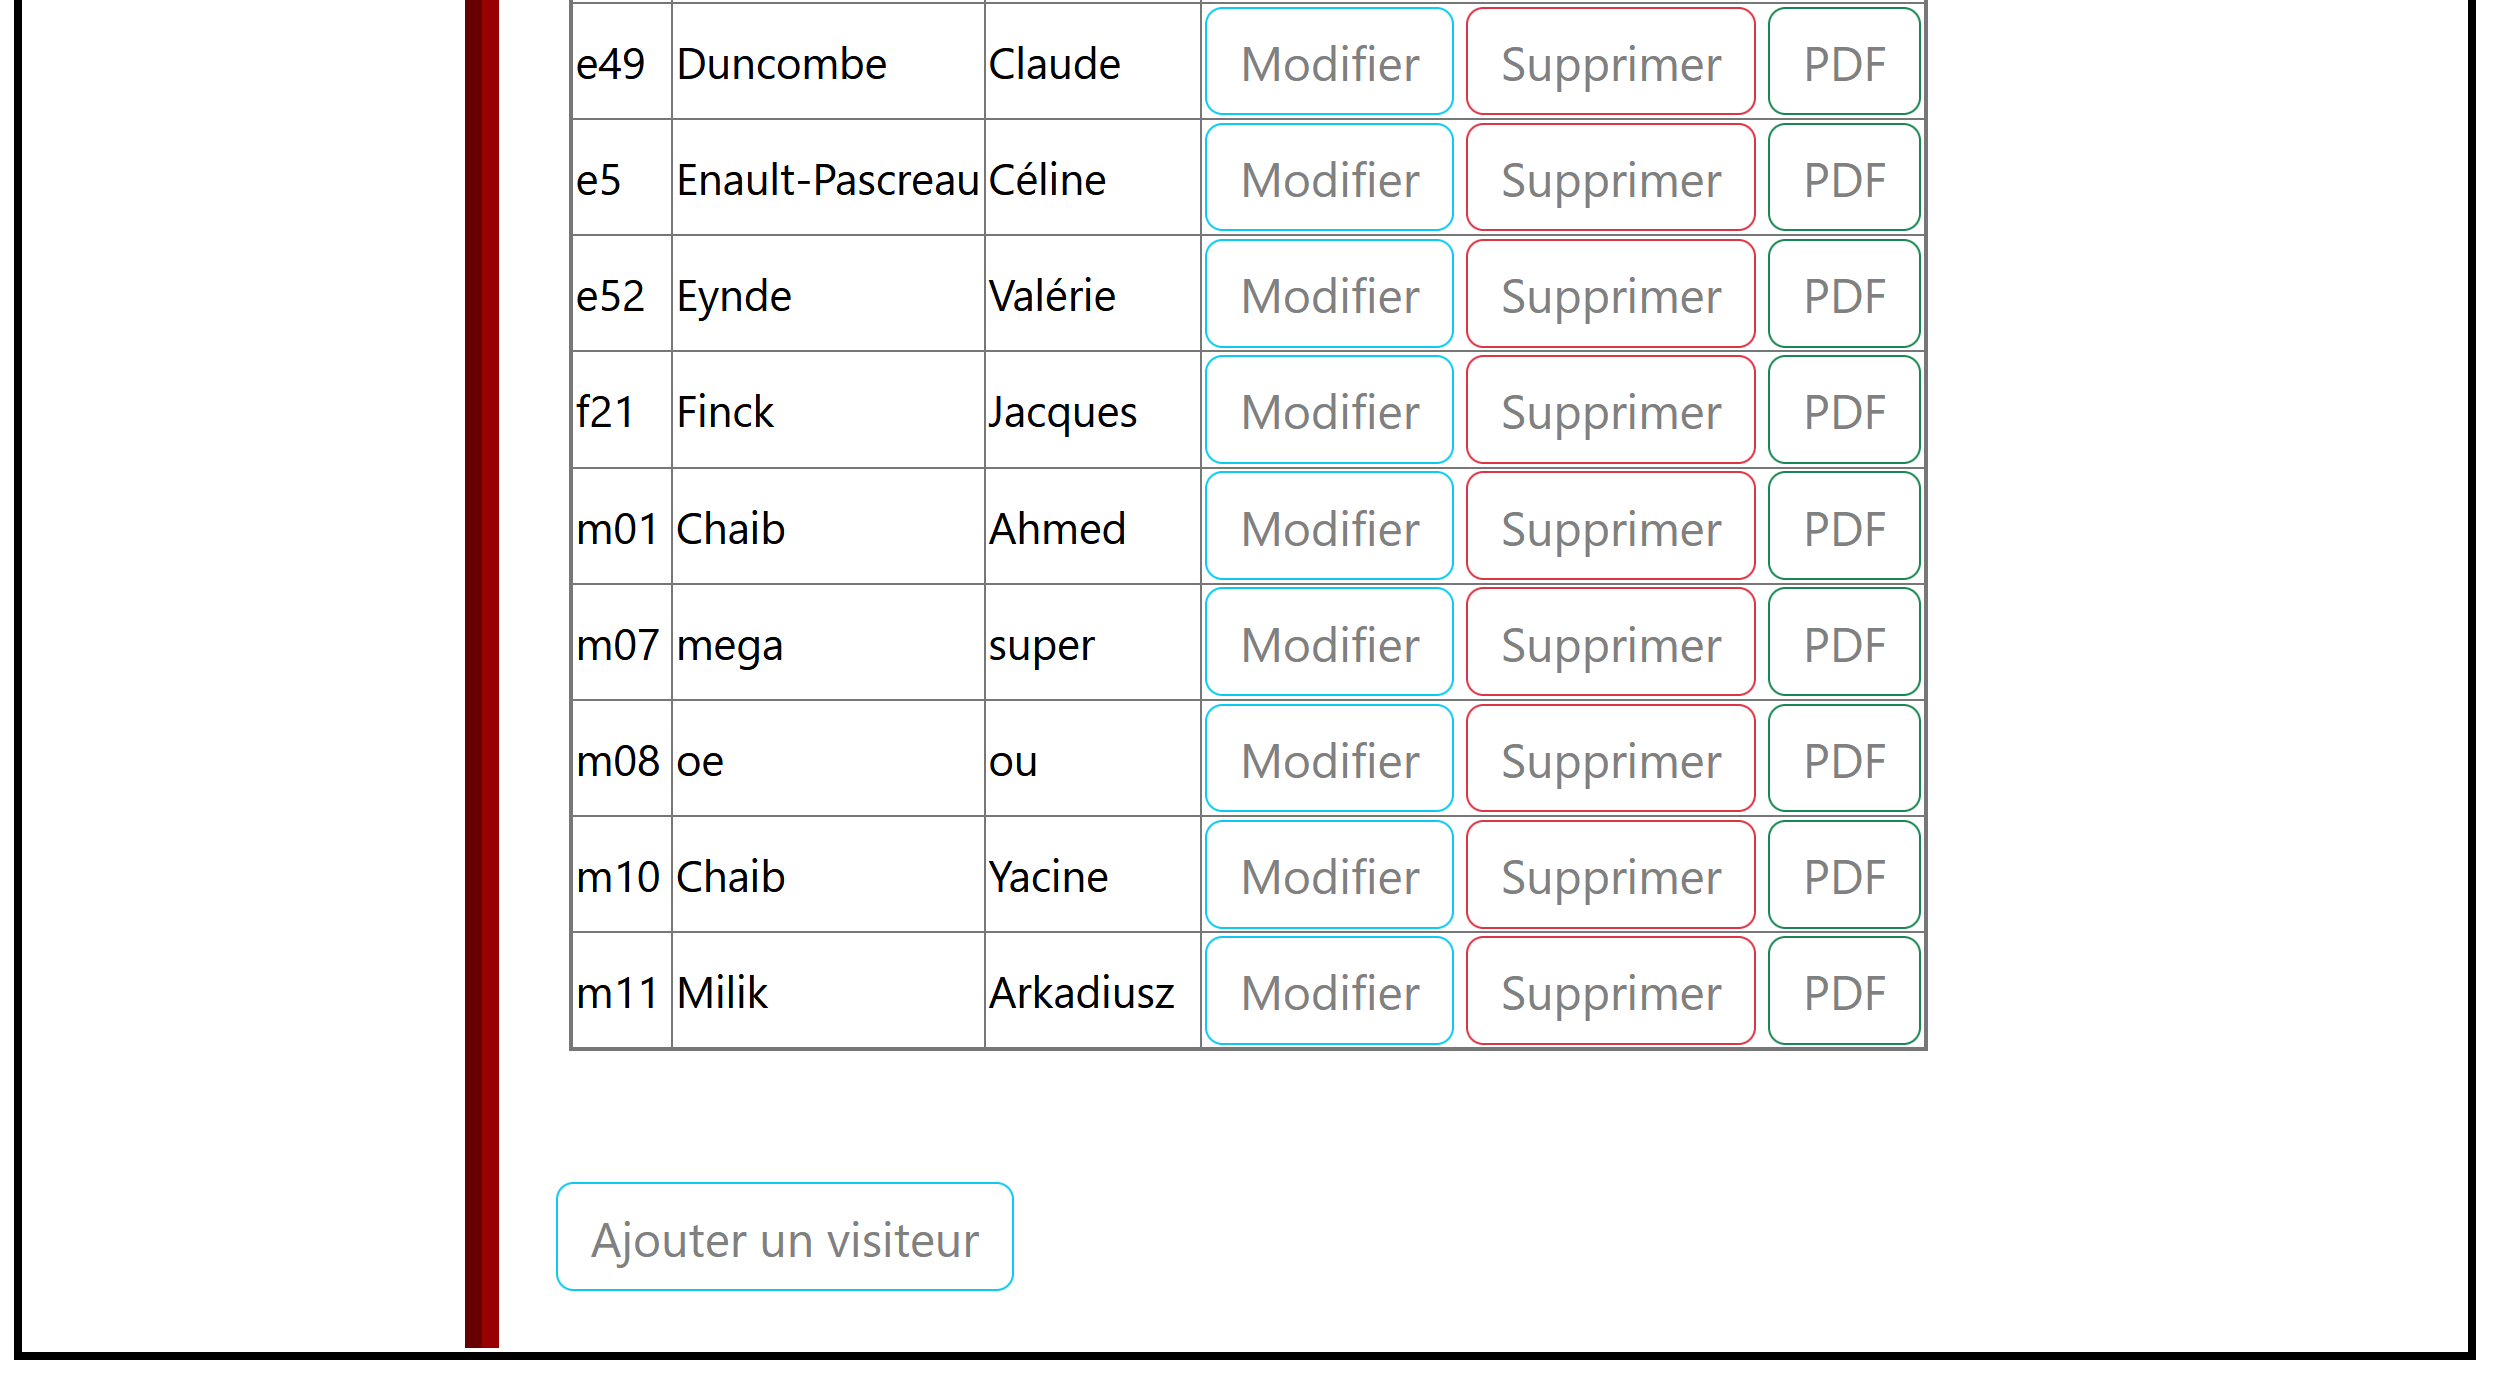 e49 Duncombe Claude Modifier Supprimer PDF
e5 Enault-Pascreau Céline Modifier Supprimer PDF
e52 Eynde Valérie Modifier Supprimer PDF
f21 Finck Jacques Modifier Supprimer PDF
m01 Chaib Ahmed Modifier Supprimer PDF
m07 mega super Modifier Supprimer PDF
m08 oe ou Modifier Supprimer PDF
m10 Chaib Yacine Modifier Supprimer PDF
m11 Milik Arkadiusz Modifier Supprimer PDF
Ajouter un visiteur